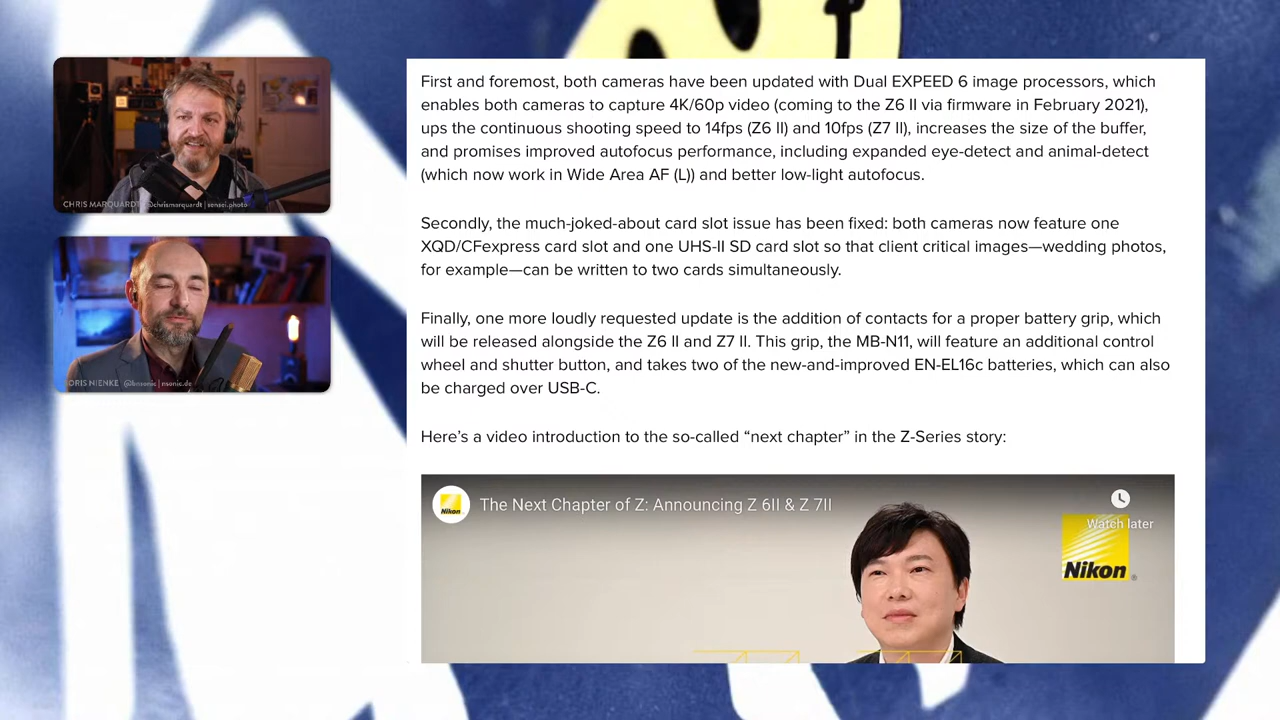 CHRIS MARQUARDT @chrismarquardt | sensei.photo
ORIS NIENKE @bnsonic | nsonic.de
First and foremost, both cameras have been updated with Dual EXPEED 6 image processors, which
enables both cameras to capture 4K/60p video (coming to the Z6 II via firmware in February 2021),
ups the continuous shooting speed to 14fps (Z6 II) and 10fps (Z7 II), increases the size of the buffer,
and promises improved autofocus performance, including expanded eye-detect and animal-detect
(which now work in Wide Area AF (L)) and better low-light autofocus.
Secondly, the much-joked-about card slot issue has been fixed: both cameras now feature one
XQD/CFexpress card slot and one UHS-II SD card slot so that client critical images—wedding photos,
for example—can be written to two cards simultaneously.
Finally, one more loudly requested update is the addition of contacts for a proper battery grip, which
will be released alongside the Z6 II and Z7 II. This grip, the MB-N11, will feature an additional control
wheel and shutter button, and takes two of the new-and-improved EN-EL16c batteries, which can also
be charged over USB-C.
Here’s a video introduction to the so-called “next chapter” in the Z-Series story:
Nikon
The Next Chapter of Z: Announcing Z 6II & Z 7II
Watch later
Nikon